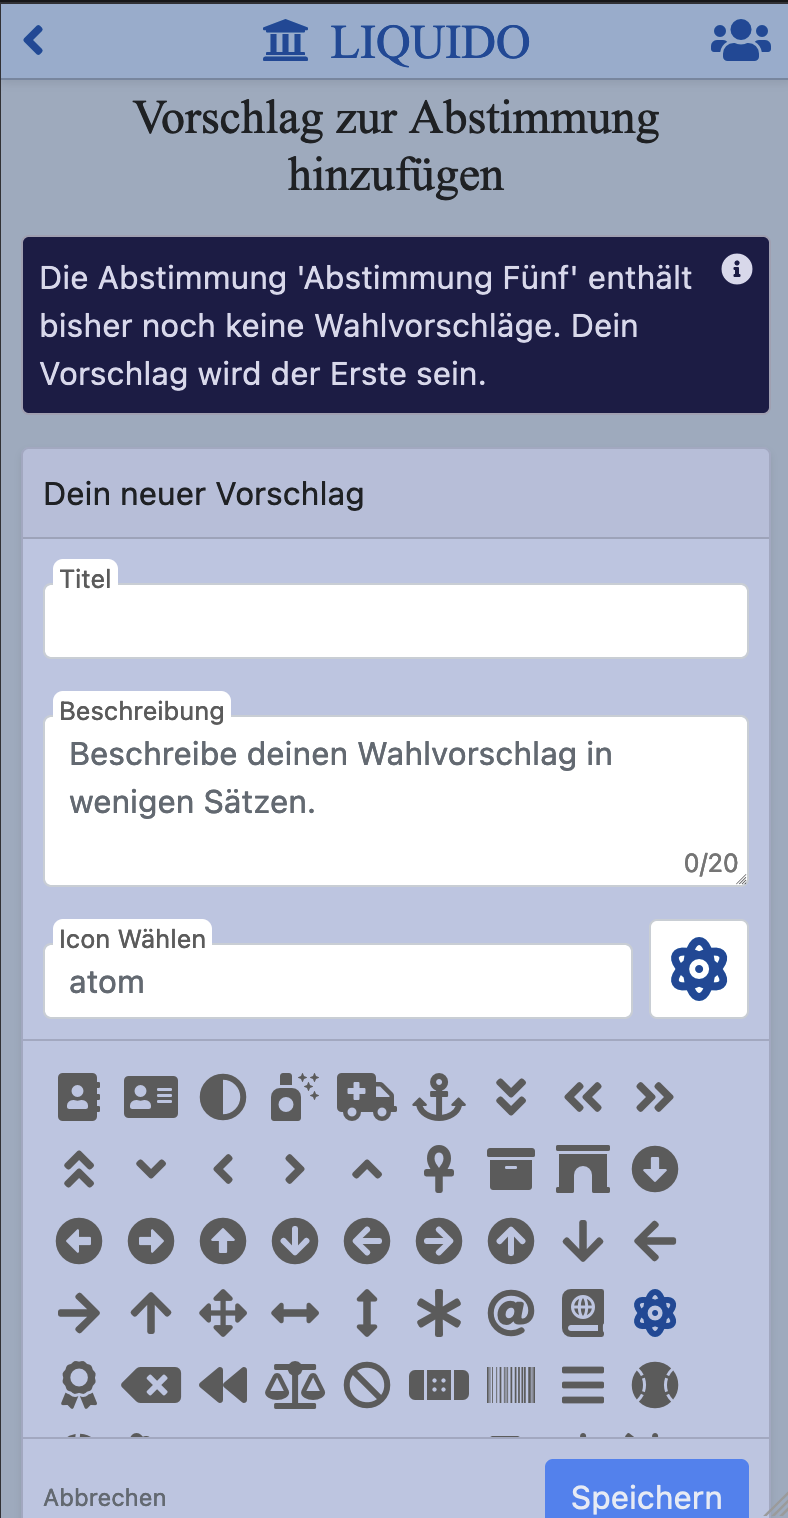 LIQUIDO
Vorschlag zur Abstimmung
hinzufügen
Die Abstimmung 'Abstimmung Fünf' enthält
bisher noch keine Wahlvorschläge. Dein
Vorschlag wird der Erste sein.
Dein neuer Vorschlag
Titel
Beschreibung
Beschreibe deinen Wahlvorschlag in
wenigen Sätzen.
0/20
Icon Wählen
atom
Abbrechen
Speichern